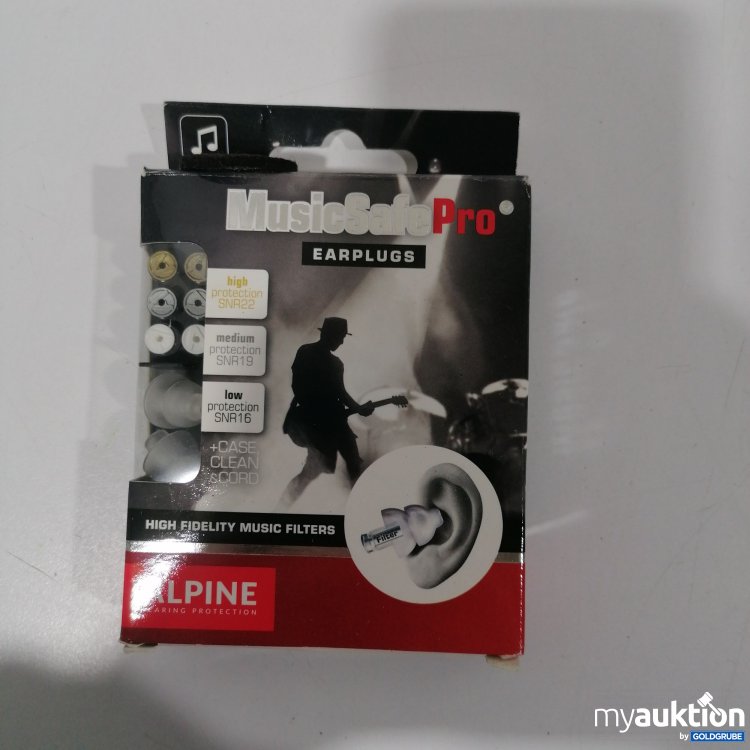 MusicSafePro
EARPLUGS
high
protection
SNR22
medium
protection
SNR19
low
protection
SNR16
+CASE,
CLEAN
&CORD
HIGH FIDELITY MUSIC FILTERS
Filter
ALPINE
HEARING PROTECTION
myauktion
by GOLDGRUBE